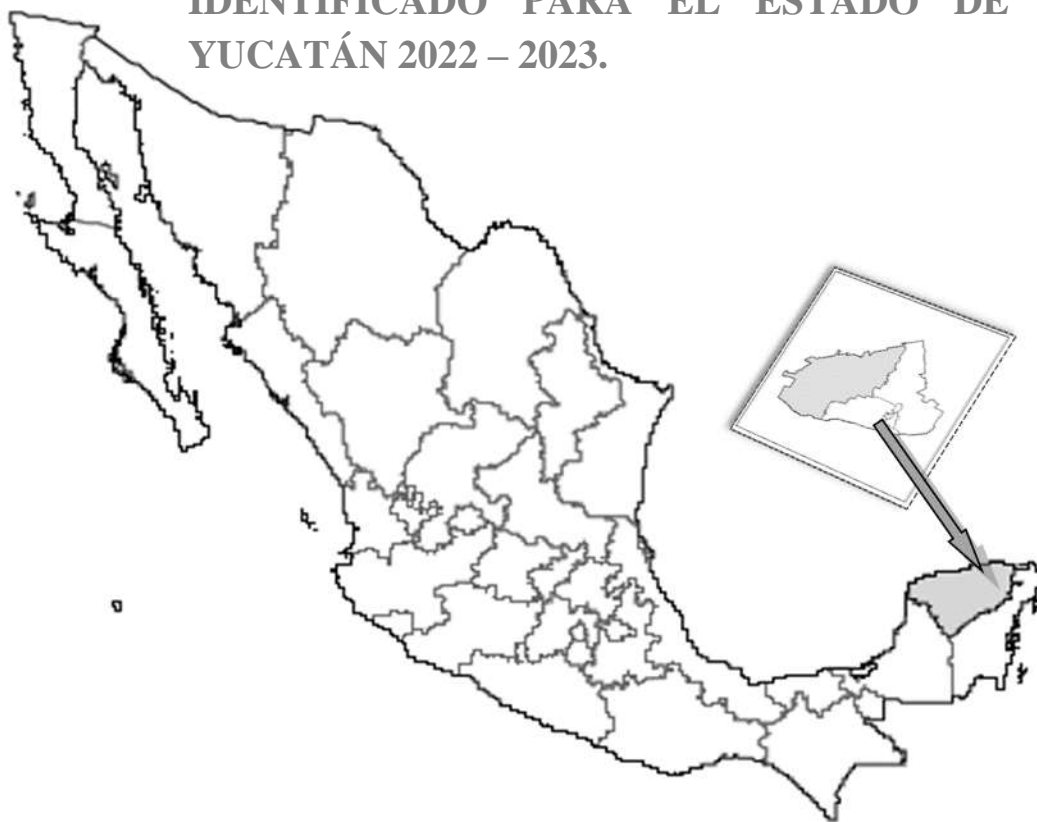 IDENTIFICADO PARA EL ESTADO DE
YUCATÁN 2022 – 2023.